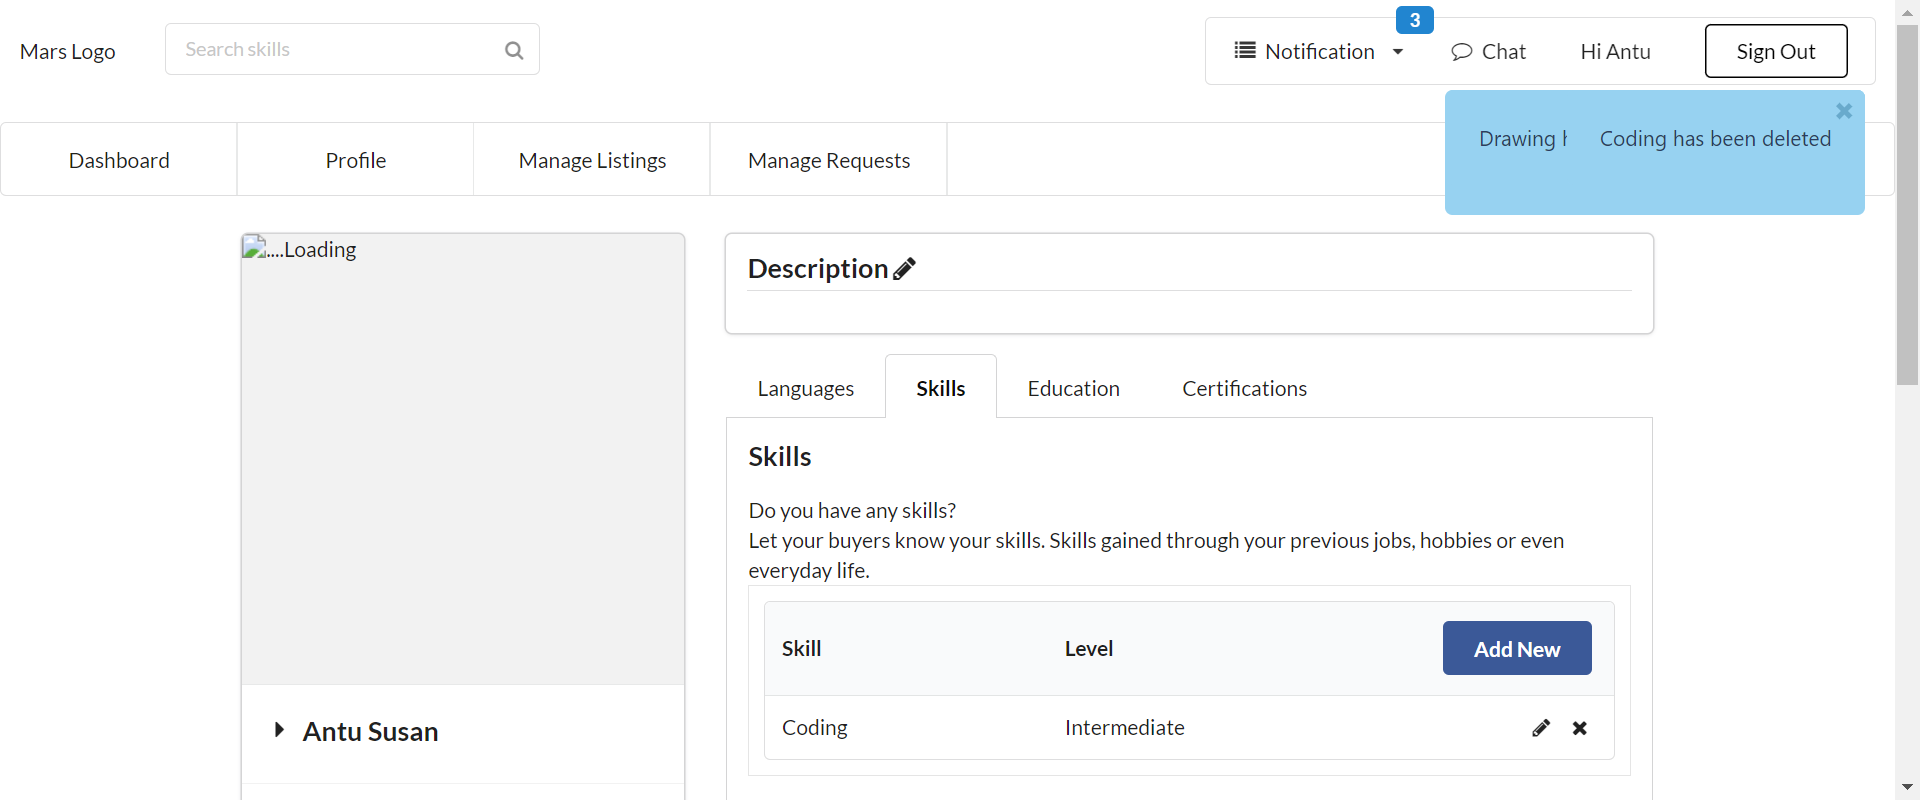 Mars Logo
Search skills
3
Notification
Chat
Hi Antu
Sign Out
Dashboard
Profile
Manage Listings
Manage Requests
Drawing
Coding has been deleted
....Loading
Description
Languages
Skills
Education
Certifications
Skills
Do you have any skills?
Let your buyers know your skills. Skills gained through your previous jobs, hobbies or even
everyday life.
Skill
Level
Add New
Coding
Intermediate
Antu Susan